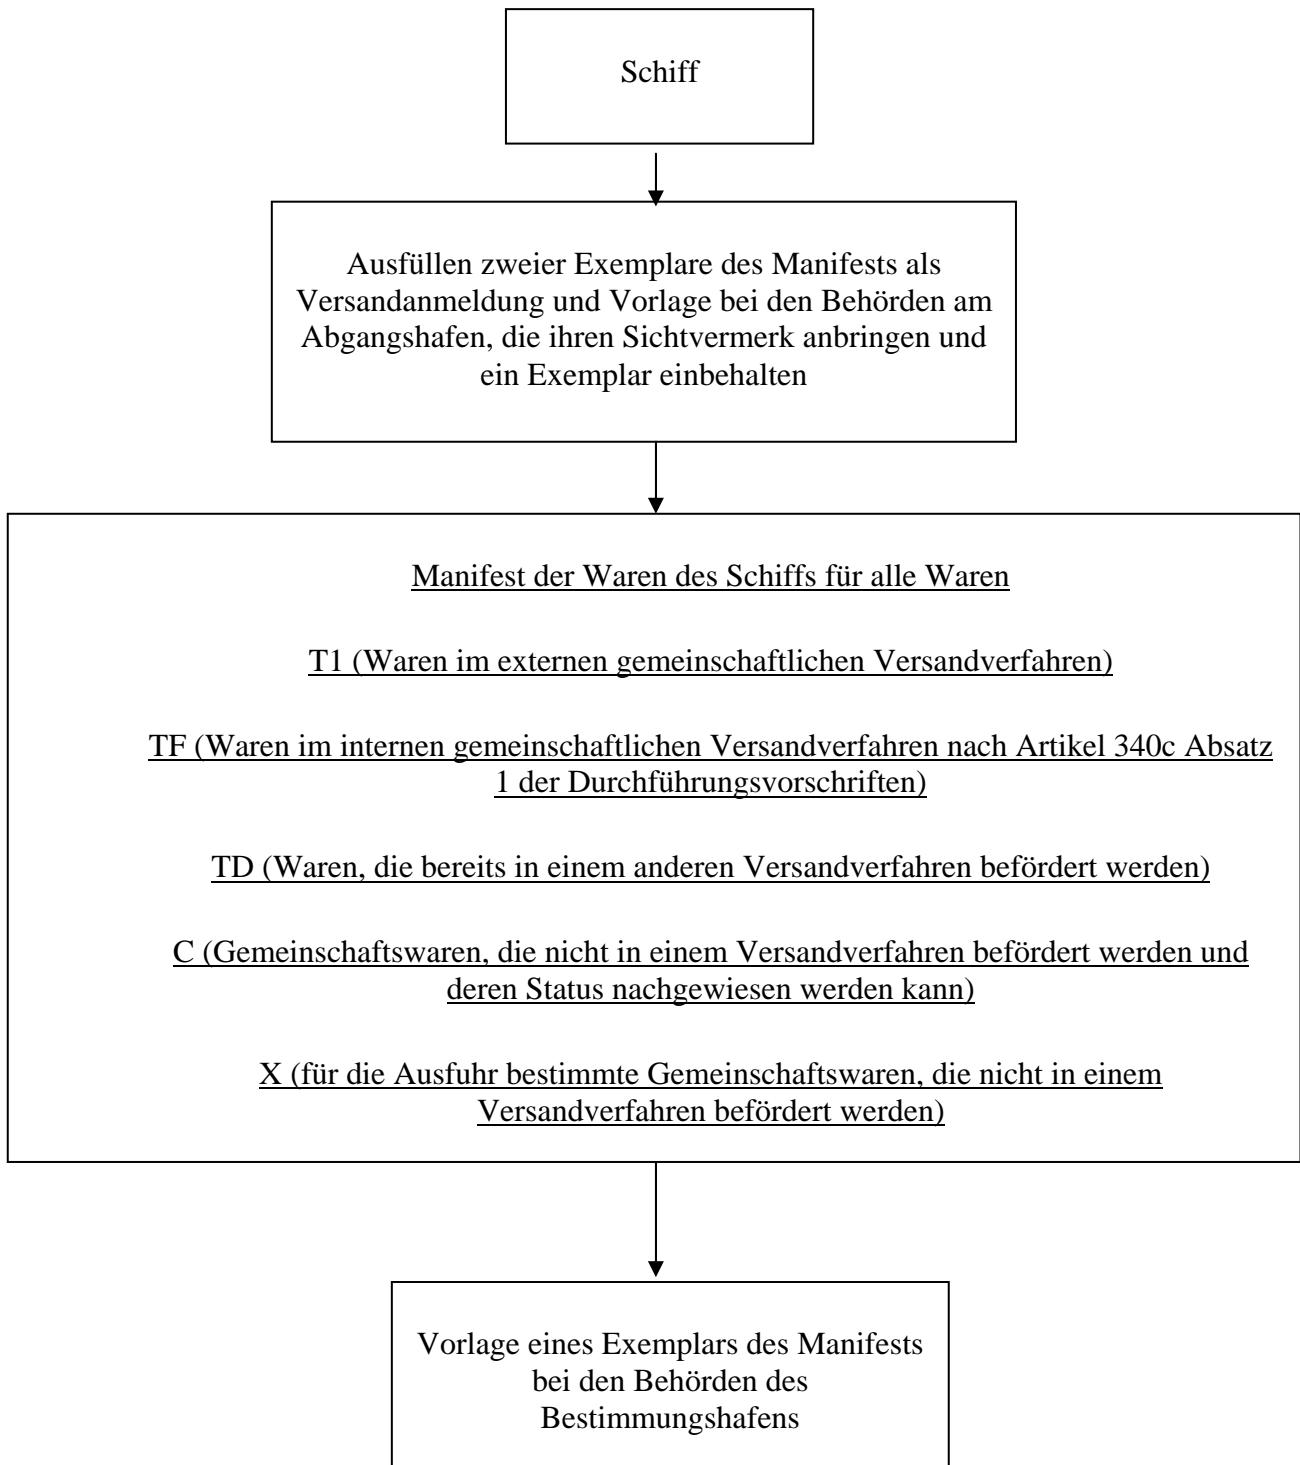 Schiff
Ausfüllen zweier Exemplare des Manifests als
Versandanmeldung und Vorlage bei den Behörden am
Abgangshafen, die ihren Sichtvermerk anbringen und
ein Exemplar einbehalten
Manifest der Waren des Schiffs für alle Waren
T1 (Waren im externen gemeinschaftlichen Versandverfahren)
TF (Waren im internen gemeinschaftlichen Versandverfahren nach Artikel 340c Absatz
1 der Durchführungsvorschriften)
TD (Waren, die bereits in einem anderen Versandverfahren befördert werden)
C (Gemeinschaftswaren, die nicht in einem Versandverfahren befördert werden und
deren Status nachgewiesen werden kann)
X (für die Ausfuhr bestimmte Gemeinschaftswaren, die nicht in einem
Versandverfahren befördert werden)
Vorlage eines Exemplars des Manifests
bei den Behörden des
Bestimmungshafens